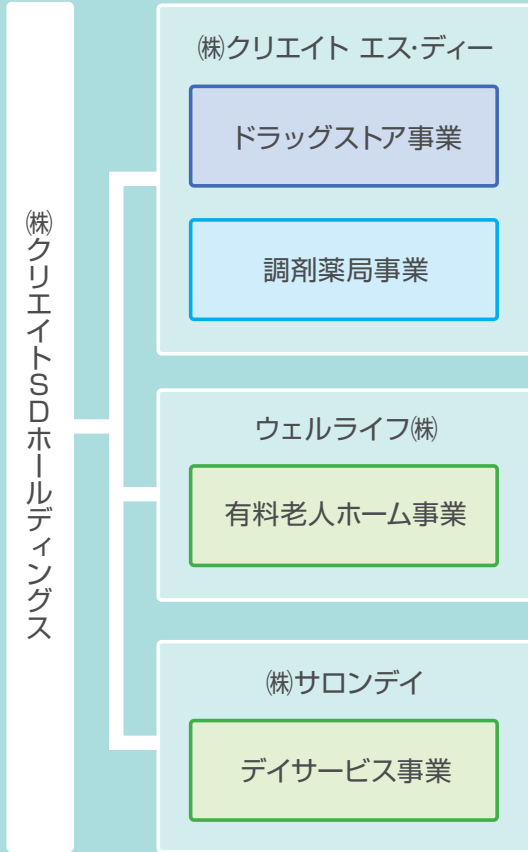 ㈱クリエイトSDホールディングス
㈱クリエイト エス・ディー
ドラッグストア事業
調剤薬局事業
ウェルライフ㈱
有料老人ホーム事業
㈱サロンデイ
デイサービス事業